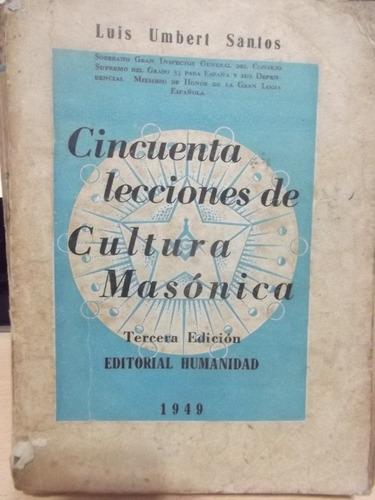 Luis Umbert Santos
Soberano Gran Inspector General del Consejo
Supremo del Grado 33 para España y sus Depen-
dencial Miembro de Honor de la Gran Logia
Española
Cincuenta
lecciones de
Cultura
Masónica
Tercera Edición
EDITORIAL HUMANIDAD
1949